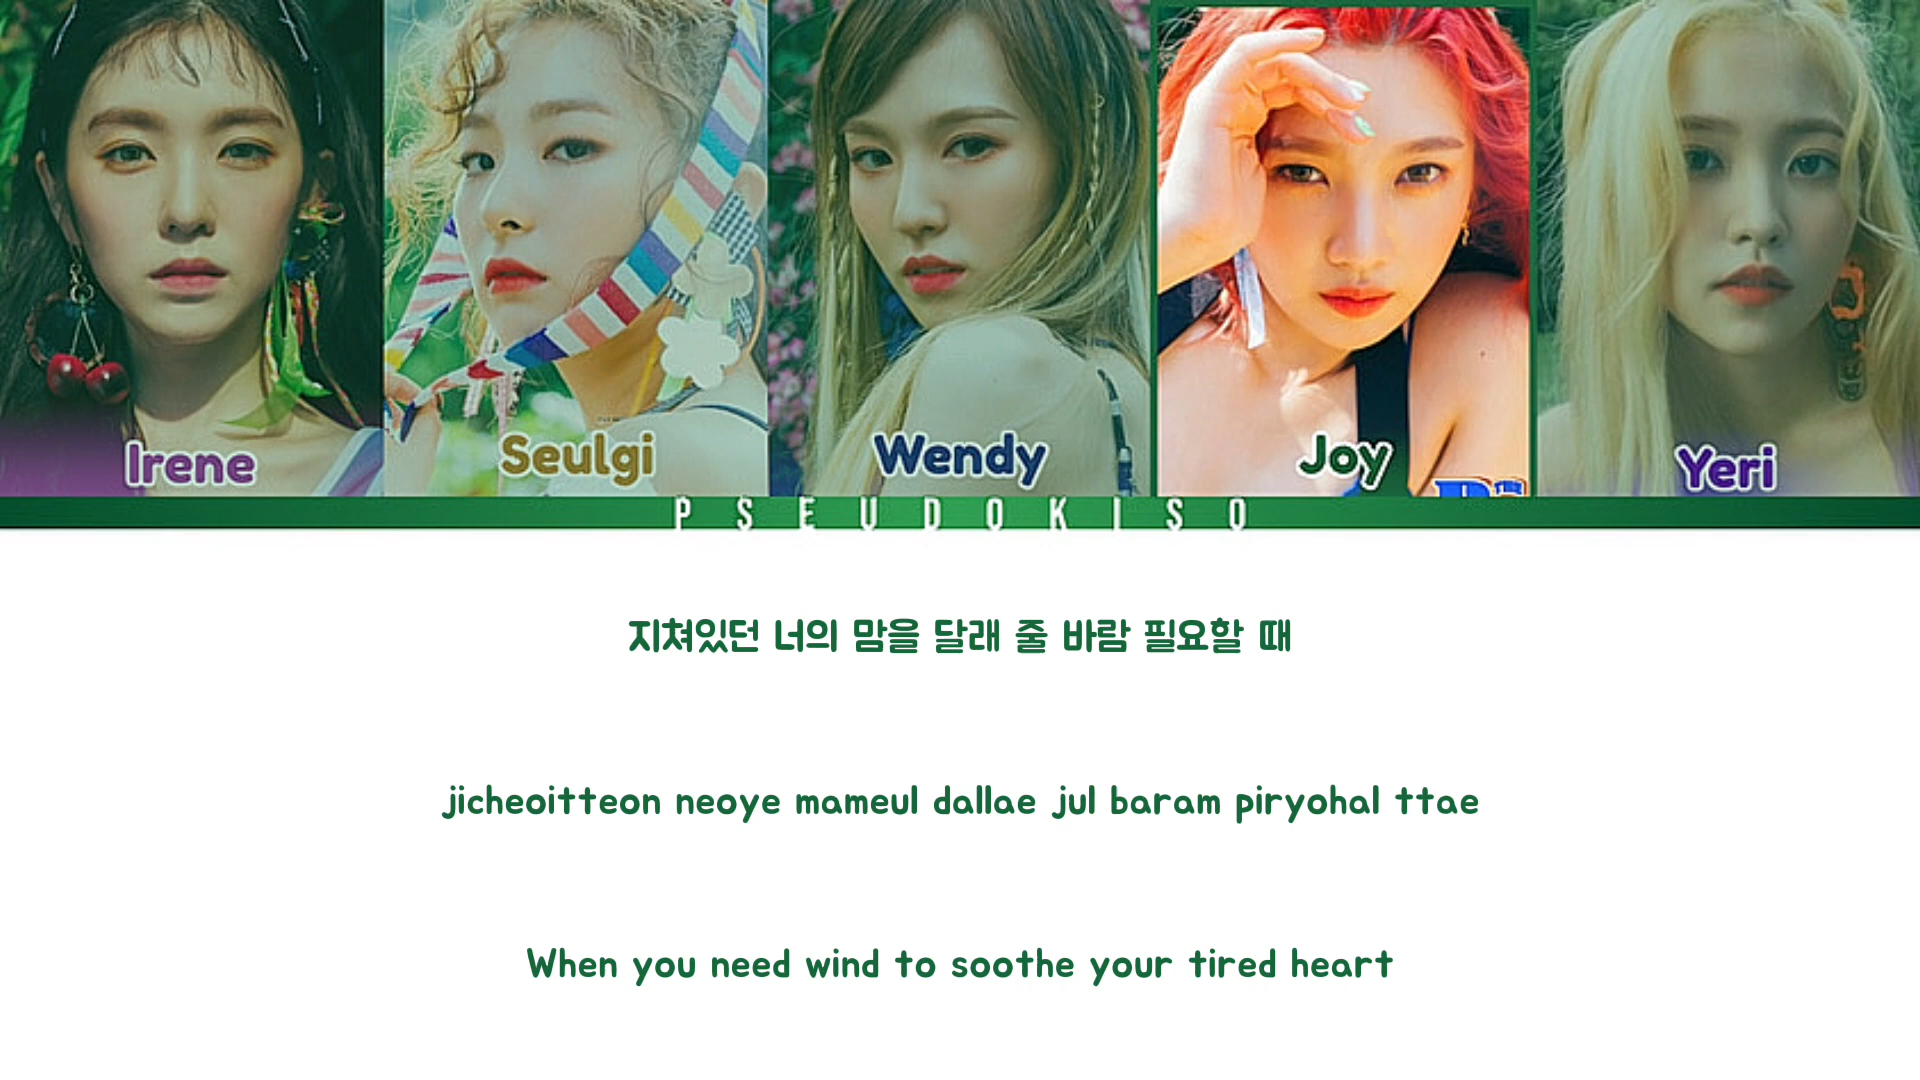 Irene
Seulgi
Wendy
Joy
Yeri
PSEUDOKISO
지쳐있던 너의 맘을 달래 줄 바람 필요할 때
jicheoitteon neoye mameul dallae jul baram piryohal ttae
When you need wind to soothe your tired heart